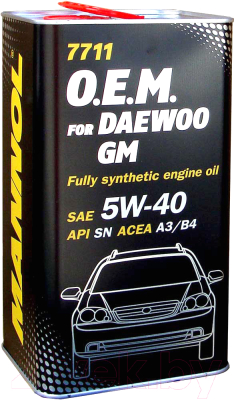 7711
O.E.M.
FOR DAEWOO
GM
Fully synthetic engine oil
SAE 5W-40
API SN ACEA A3/B4
MANNOL